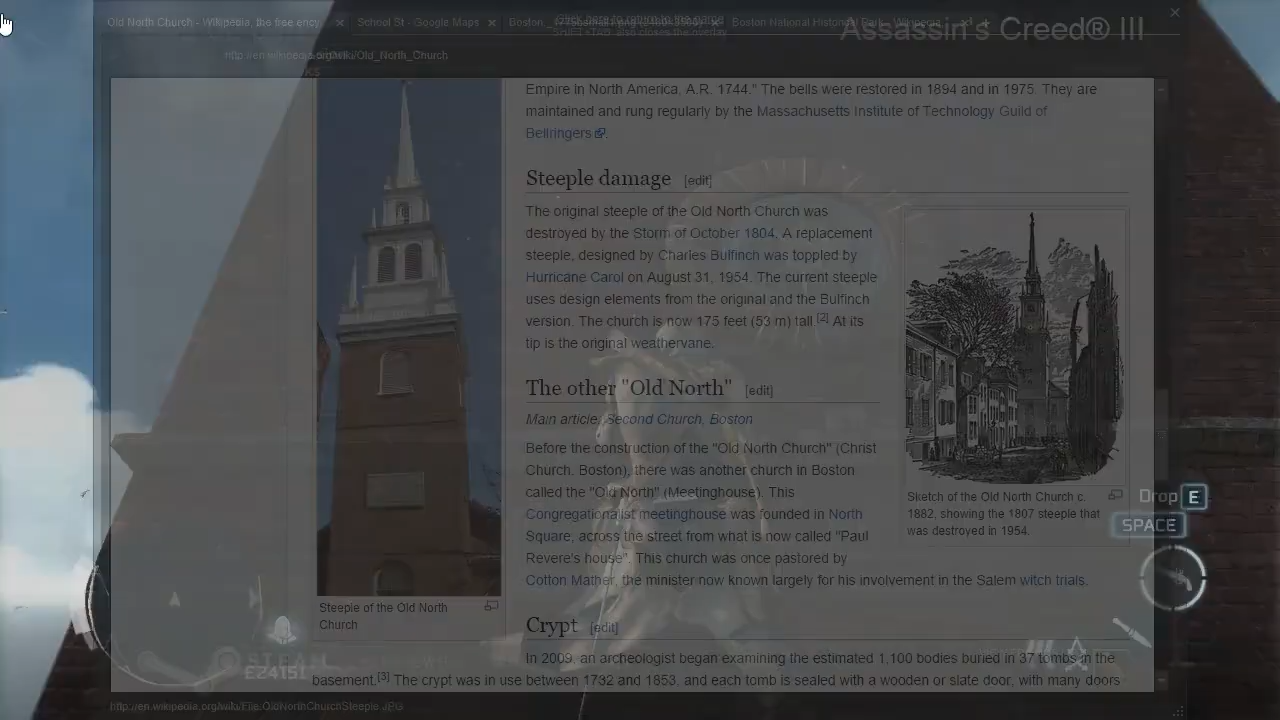 Old North Church - Wikipedia, the free ency
School St - Google Maps
Boston,
Boston National Historical Park - Wikipedia
Assassin's Creed® III
SHIFT+TAB also closes the overlay
http://en.wikipedia.org/wiki/Old_North_Church
Empire in North America, A.R. 1744." The bells were restored in 1894 and in 1975. They are
maintained and rung regularly by the Massachusetts Institute of Technology Guild of
Bellringers
Steeple damage [edit]
The original steeple of the Old North Church was
destroyed by the Storm of October 1804. A replacement
steeple, designed by Charles Bulfinch was toppled by
Hurricane Carol on August 31, 1954. The current steeple
uses design elements from the original and the Bulfinch
version. The church is now 175 feet (53 m) tall.[2] At its
tip is the original weathervane.
The other "Old North" [edit]
Main article: Second Church, Boston
Before the construction of the "Old North Church" (Christ
Church, Boston), there was another church in Boston
called the "Old North" (Meetinghouse). This
Congregationalist meetinghouse was founded in North
Square, across the street from what is now called "Paul
Revere's house". This church was once pastored by
Cotton Mather, the minister now known largely for his involvement in the Salem witch trials.
Sketch of the Old North Church c.
1882, showing the 1807 steeple that
was destroyed in 1954.
Drop E
SPACE
Steeple of the Old North
Church
Crypt [edit]
In 2009, an archeologist began examining the estimated 1,100 bodies buried in 37 tombs in the
basement.[3] The crypt was in use between 1732 and 1853, and each tomb is sealed with a wooden or slate door, with many doors
STEAM
£24151
http://en.wikipedia.org/wiki/File:OldNorthChurchSteeple.JPG